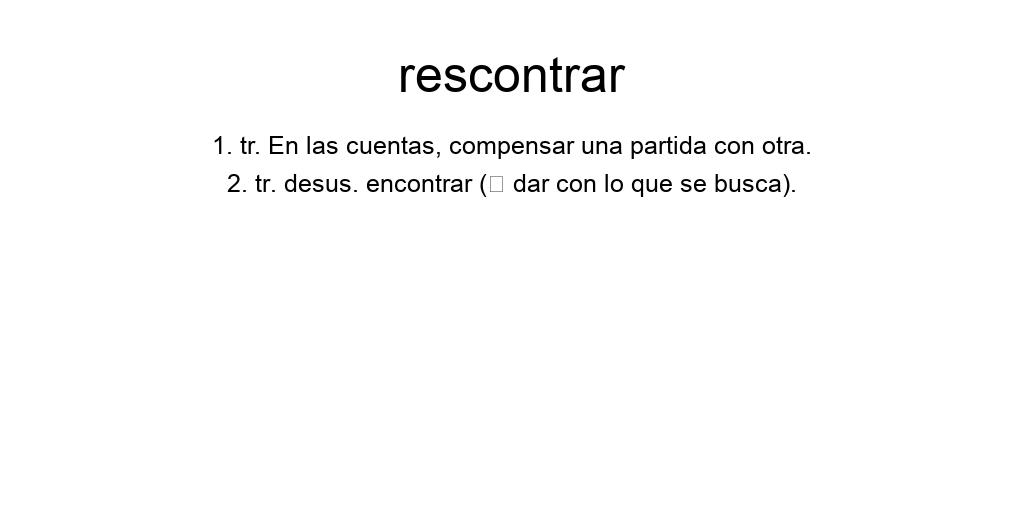 rescontrar
1. tr. En las cuentas, compensar una partida con otra.
2. tr. desus. encontrar (□ dar con lo que se busca).